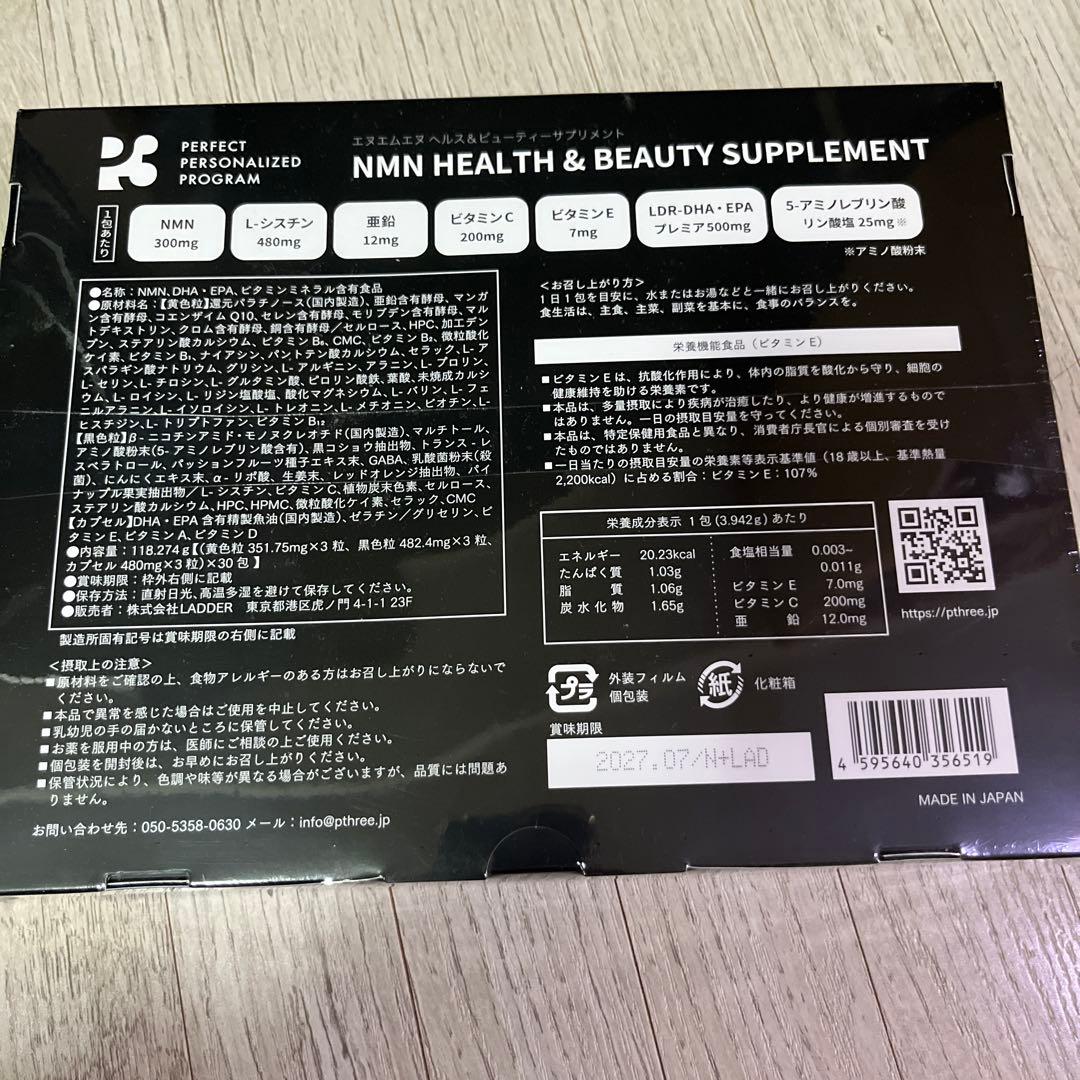 PERFECT
PERSONALIZED
PROGRAM
エヌエムエヌ ヘルス&ビューティーサプリメント
NMN HEALTH & BEAUTY SUPPLEMENT
1包あたり
NMN
300mg
L-シスチン
480mg
亜鉛
12mg
ビタミンC
200mg
ビタミンE
7mg
LDR-DHA・EPA
プレミア500mg
5-アミノレブリン酸
リン酸塩 25mg※
※アミノ酸粉末
●名称：NMN、DHA・EPA、ビタミンミネラル含有食品
●原材料名：【黄色粒】還元パラチノース(国内製造)、亜鉛含有酵母、マンガ
ン含有酵母、コエンザイムQ10、セレン含有酵母、モリブデン含有酵母、マル
トデキストリン、クロム含有酵母、銅含有酵母／セルロース、HPC、加工デン
プン、ステアリン酸カルシウム、ビタミンB₆、CMC、ビタミンB₂、微粒酸化
ケイ素、ビタミンB₁、ナイアシン、パントテン酸カルシウム、セラック、L-ア
スパラギン酸ナトリウム、グリシン、L-アルギニン、アラニン、L-プロリン、
L-セリン、L-チロシン、L-グルタミン酸、ピロリン酸鉄、葉酸、未焼成カルシ
ウム、L-ロイシン、L-リジン塩酸塩、酸化マグネシウム、L-バリン、L-フェ
ニルアラニン、L-イソロイシン、L-トレオニン、L-メチオニン、ビオチン、L-
ヒスチジン、L-トリプトファン、ビタミンB₁₂
【黒色粒】β-ニコチンアミド・モノヌクレオチド(国内製造)、マルチトール、
アミノ酸粉末(5-アミノレブリン酸含有)、黒コショウ抽出物、トランス-レ
スベラトロール、パッションフルーツ種子エキス末、GABA、乳酸菌粉末(殺
菌)、にんにくエキス末、α-リポ酸、生姜末、レッドオレンジ抽出物、パイ
ナップル果実抽出物／L-シスチン、ビタミンC、植物炭末色素、セルロース、
ステアリン酸カルシウム、HPC、HPMC、微粒酸化ケイ素、セラック、CMC
【カプセル】DHA・EPA含有精製魚油(国内製造)、ゼラチン／グリセリン、ビ
タミンE、ビタミンA、ビタミンD
●内容量：118.274g【(黄色粒 351.75mg×3 粒、黒色粒 482.4mg×3 粒、
カプセル 480mg×3 粒)×30 包】
●賞味期限：枠外右側に記載
●保存方法：直射日光、高温多湿を避けて保存してください。
●販売者：株式会社LADDER 東京都港区虎ノ門 4-1-1 23F
製造所固有記号は賞味期限の右側に記載
＜摂取上の注意＞
■原材料をご確認の上、食物アレルギーのある方はお召し上がりにならないで
ください。
■本品で異常を感じた場合はご使用を中止してください。
■乳幼児の手の届かないところに保管してください。
■お薬を服用中の方は、医師にご相談の上ご使用ください。
■個包装を開封後は、お早めにお召し上がりください。
■保管状況により、色調や味等が異なる場合がございますが、品質には問題あ
りません。
お問い合わせ先：050-5358-0630 メール：info@pthree.jp
＜お召し上がり方＞
1日1包を目安に、水またはお湯などと一緒にお召し上がりください。
食生活は、主食、主菜、副菜を基本に、食事のバランスを。
栄養機能食品（ビタミンE）
■ビタミンEは、抗酸化作用により、体内の脂質を酸化から守り、細胞の
健康維持を助ける栄養素です。
■本品は、多量摂取により疾病が治癒したり、より健康が増進するもので
はありません。一日の摂取目安量を守ってください。
■本品は、特定保健用食品と異なり、消費者庁長官による個別審査を受け
たものではありません。
■一日当たりの摂取目安量の栄養素等表示基準値（18歳以上、基準熱量
2,200kcal）に占める割合：ビタミンE：107%
栄養成分表示 1包(3.942g)あたり
エネルギー 20.23kcal
たんぱく質 1.03g
脂質 1.06g
炭水化物 1.65g
食塩相当量 0.003~
0.011g
ビタミンE 7.0mg
ビタミンC 200mg
亜鉛 12.0mg
https://pthree.jp
プラ
外装フィルム
個包装
紙
化粧箱
賞味期限
2027.07/N+LAD
4 595640 356519
MADE IN JAPAN